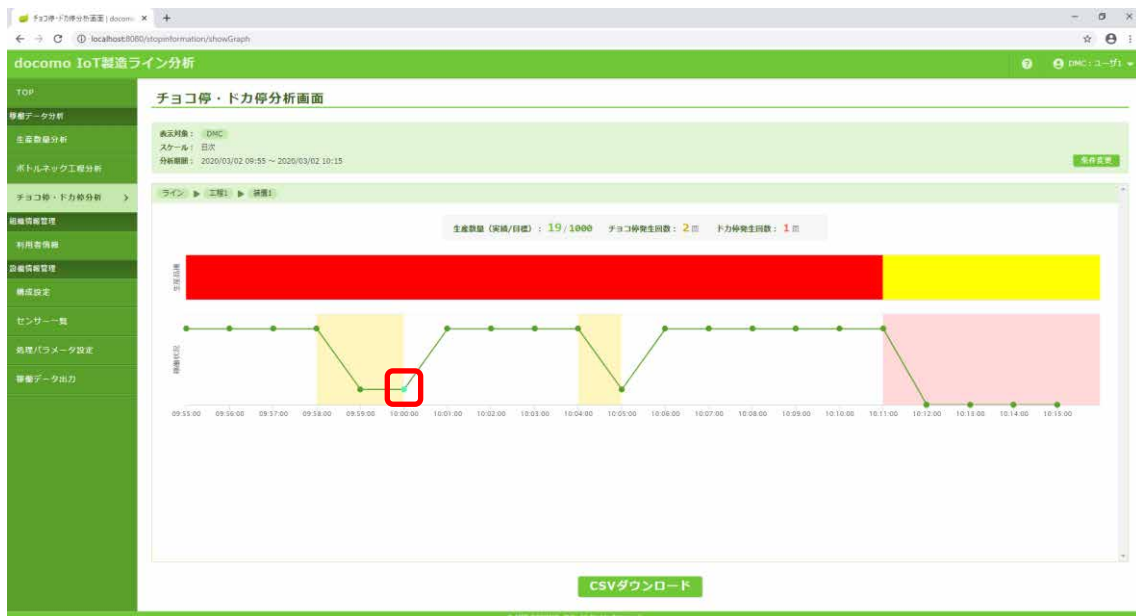 チョコ停・ドカ停分析画面 | docomo
localhost:8080/stopinformation/showGraph
docomo IoT製造ライン分析
DMC：ユーザ1
TOP
稼働データ分析
生産数量分析
ボトルネック工程分析
チョコ停・ドカ停分析
組織情報管理
利用者情報
設備情報管理
構成設定
センサー一覧
処理パラメータ設定
稼働データ出力
チョコ停・ドカ停分析画面
表示対象： DMC
スケール： 日次
分析期間： 2020/03/02 09:55 ～ 2020/03/02 10:15
条件変更
ライン ▶ 工程1 ▶ 装置1
生産数量（実績/目標）：19/1000 チョコ停発生回数：2回 ドカ停発生回数：1回
生産品種
稼働状況
09:55:00 09:56:00 09:57:00 09:58:00 09:59:00 10:00:00 10:01:00 10:02:00 10:03:00 10:04:00 10:05:00 10:06:00 10:07:00 10:08:00 10:09:00 10:10:00 10:11:00 10:12:00 10:13:00 10:14:00 10:15:00
CSVダウンロード